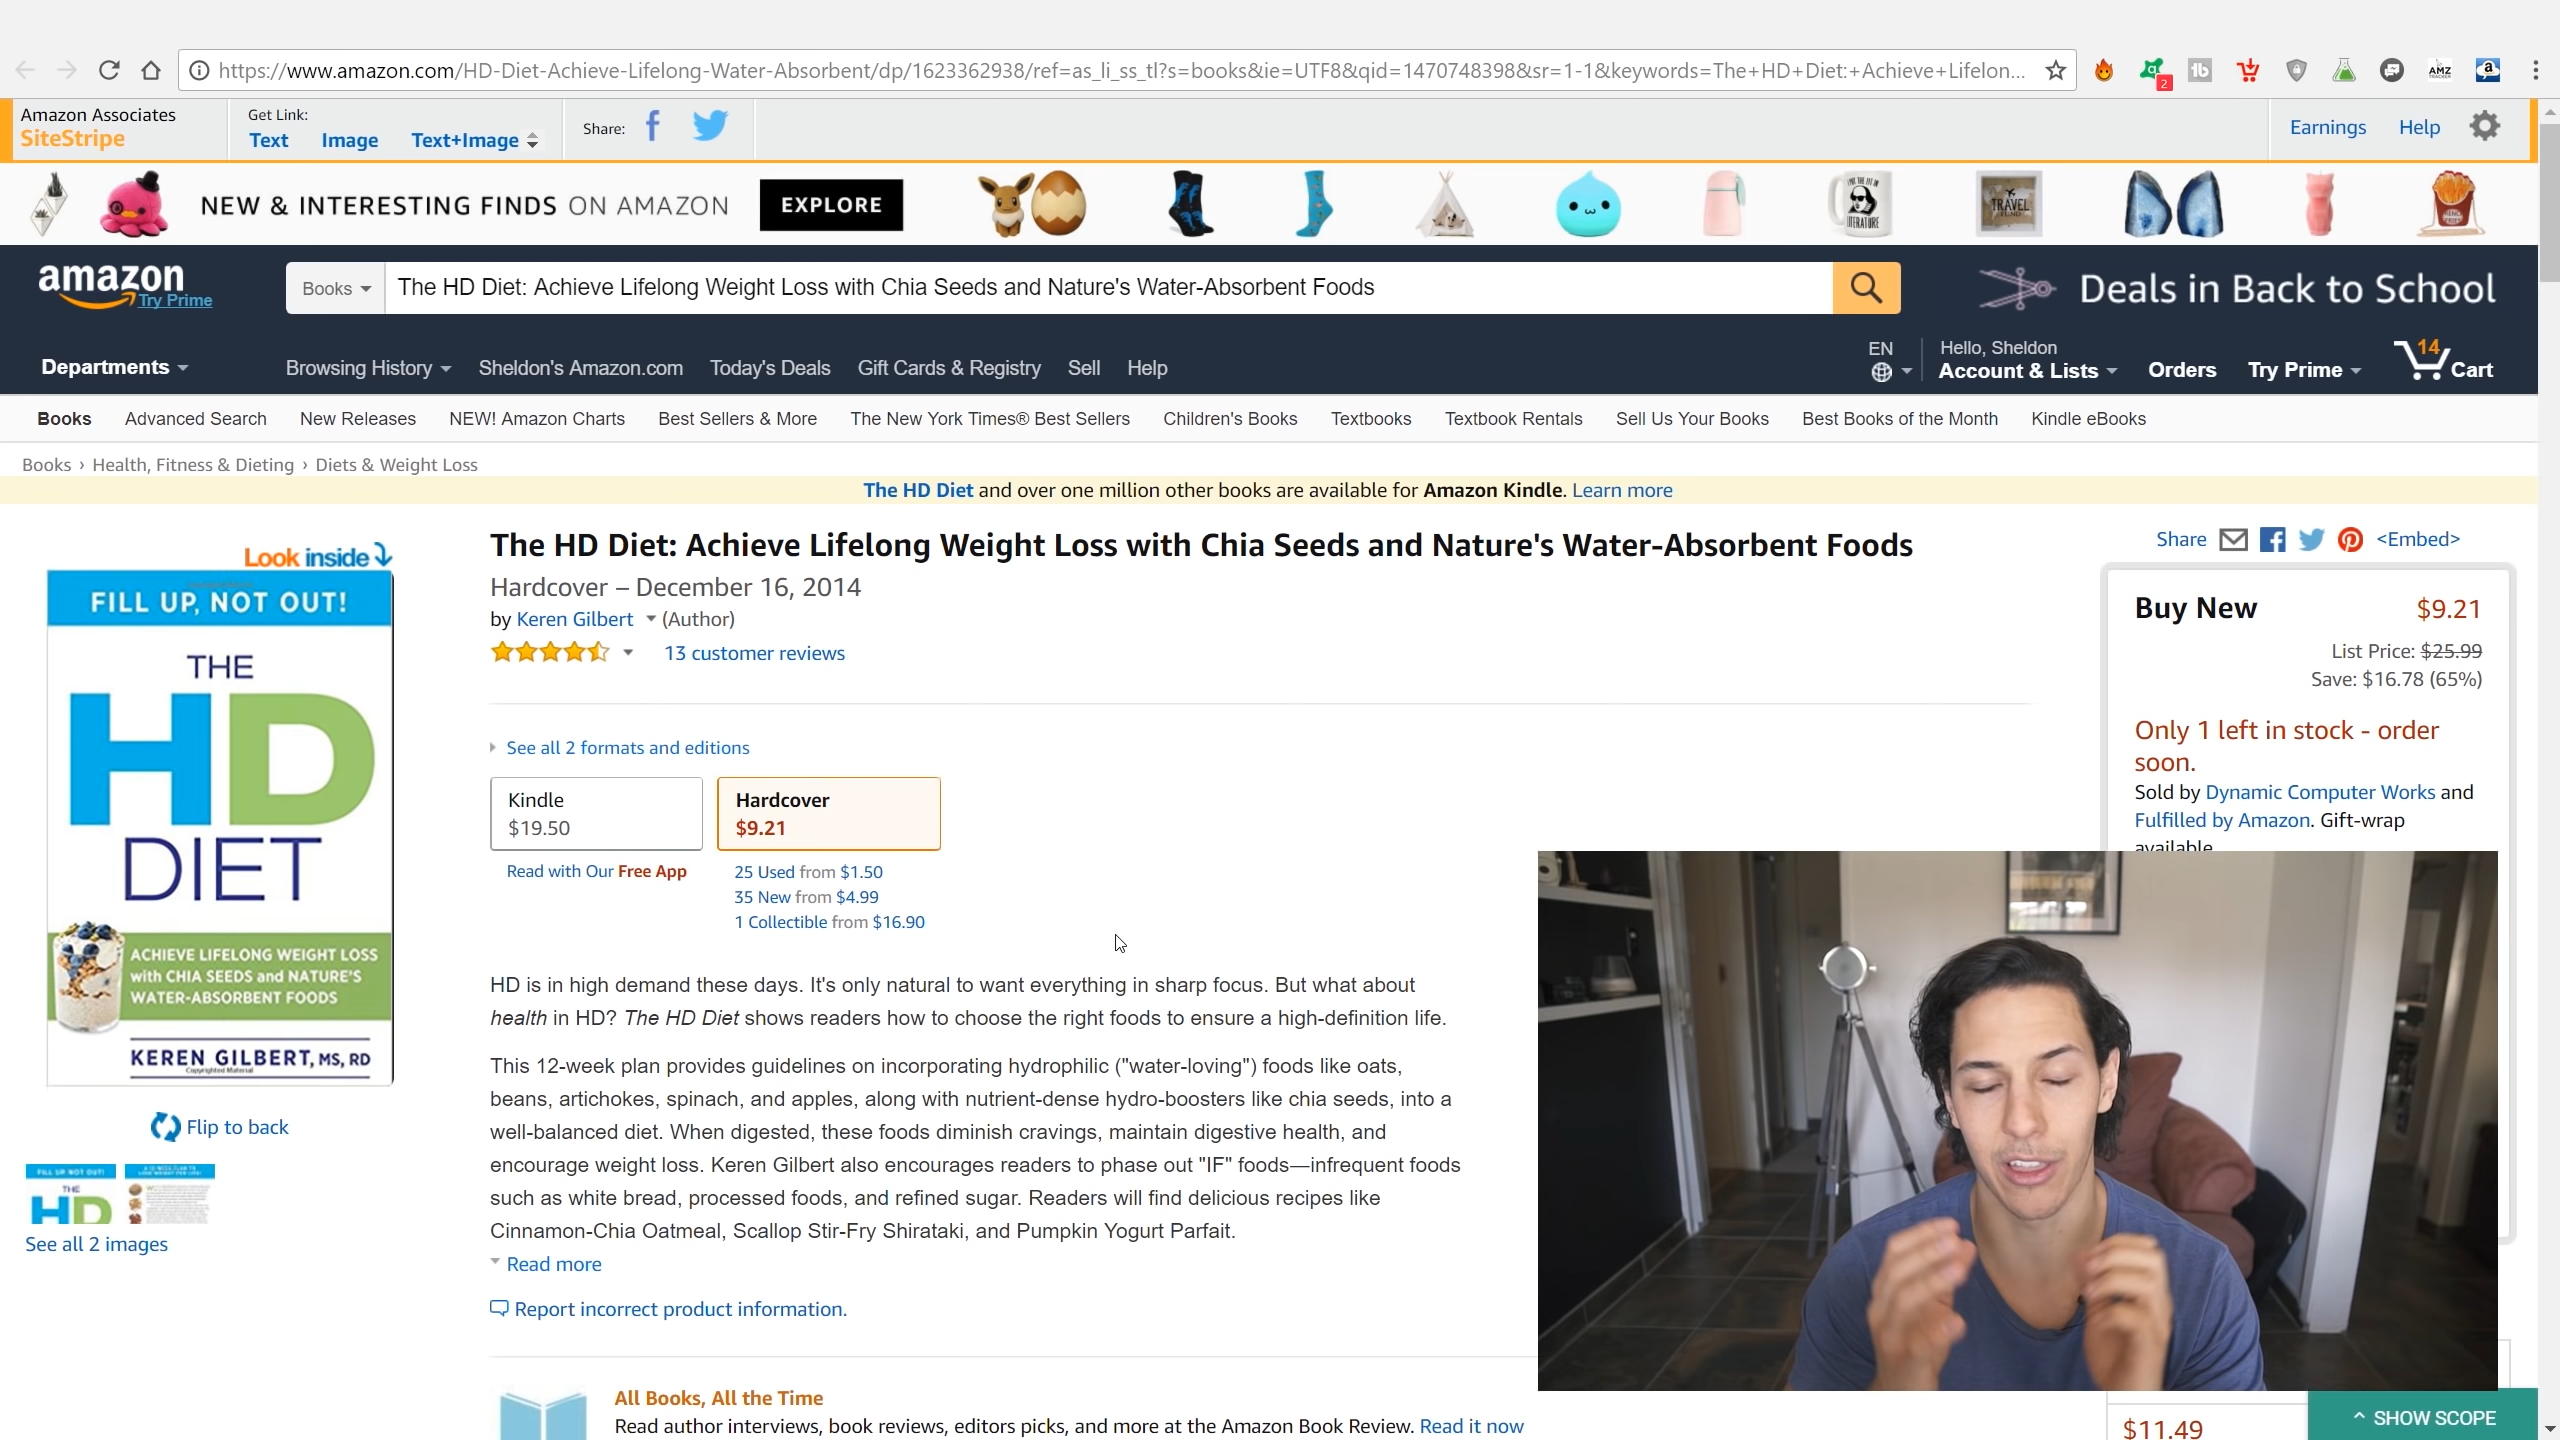 https://www.amazon.com/HD-Diet-Achieve-Lifelong-Water-Absorbent/dp/1623362938/ref=as_li_ss_tl?s=books&ie=UTF8&qid=1470748398&sr=1-1&keywords=The+HD+Diet:+Achieve+Lifelon...
2
AMZ
Amazon Associates
SiteStripe
Get Link:
Text Image Text+Image
Share:
Earnings Help
NEW & INTERESTING FINDS ON AMAZON EXPLORE
LITERATURE
TRAVEL
amazon
Try Prime
Books
The HD Diet: Achieve Lifelong Weight Loss with Chia Seeds and Nature's Water-Absorbent Foods
Deals in Back to School
Departments
Browsing History Sheldon's Amazon.com Today's Deals Gift Cards & Registry Sell Help
EN
Hello, Sheldon
Account & Lists
Orders
Try Prime
14
Cart
Books Advanced Search New Releases NEW! Amazon Charts Best Sellers & More The New York Times® Best Sellers Children's Books Textbooks Textbook Rentals Sell Us Your Books Best Books of the Month Kindle eBooks
Books › Health, Fitness & Dieting › Diets & Weight Loss
The HD Diet and over one million other books are available for Amazon Kindle. Learn more
Look inside
FILL UP, NOT OUT!
THE
HD
DIET
ACHIEVE LIFELONG WEIGHT LOSS
with CHIA SEEDS and NATURE'S
WATER-ABSORBENT FOODS
KEREN GILBERT, MS, RD
Copyrighted Material
Flip to back
FILL UP NOT OUT!
THE
HD
See all 2 images
The HD Diet: Achieve Lifelong Weight Loss with Chia Seeds and Nature's Water-Absorbent Foods
Hardcover – December 16, 2014
by Keren Gilbert (Author)
13 customer reviews
See all 2 formats and editions
Kindle
$19.50
Hardcover
$9.21
Read with Our Free App
25 Used from $1.50
35 New from $4.99
1 Collectible from $16.90
HD is in high demand these days. It's only natural to want everything in sharp focus. But what about
health in HD? The HD Diet shows readers how to choose the right foods to ensure a high-definition life.
This 12-week plan provides guidelines on incorporating hydrophilic ("water-loving") foods like oats,
beans, artichokes, spinach, and apples, along with nutrient-dense hydro-boosters like chia seeds, into a
well-balanced diet. When digested, these foods diminish cravings, maintain digestive health, and
encourage weight loss. Keren Gilbert also encourages readers to phase out "IF" foods—infrequent foods
such as white bread, processed foods, and refined sugar. Readers will find delicious recipes like
Cinnamon-Chia Oatmeal, Scallop Stir-Fry Shirataki, and Pumpkin Yogurt Parfait.
Read more
Report incorrect product information.
All Books, All the Time
Read author interviews, book reviews, editors picks, and more at the Amazon Book Review. Read it now
Share <Embed>
Buy New $9.21
List Price: $25.99
Save: $16.78 (65%)
Only 1 left in stock - order
soon.
Sold by Dynamic Computer Works and
Fulfilled by Amazon. Gift-wrap
available
$11.49
SHOW SCOPE